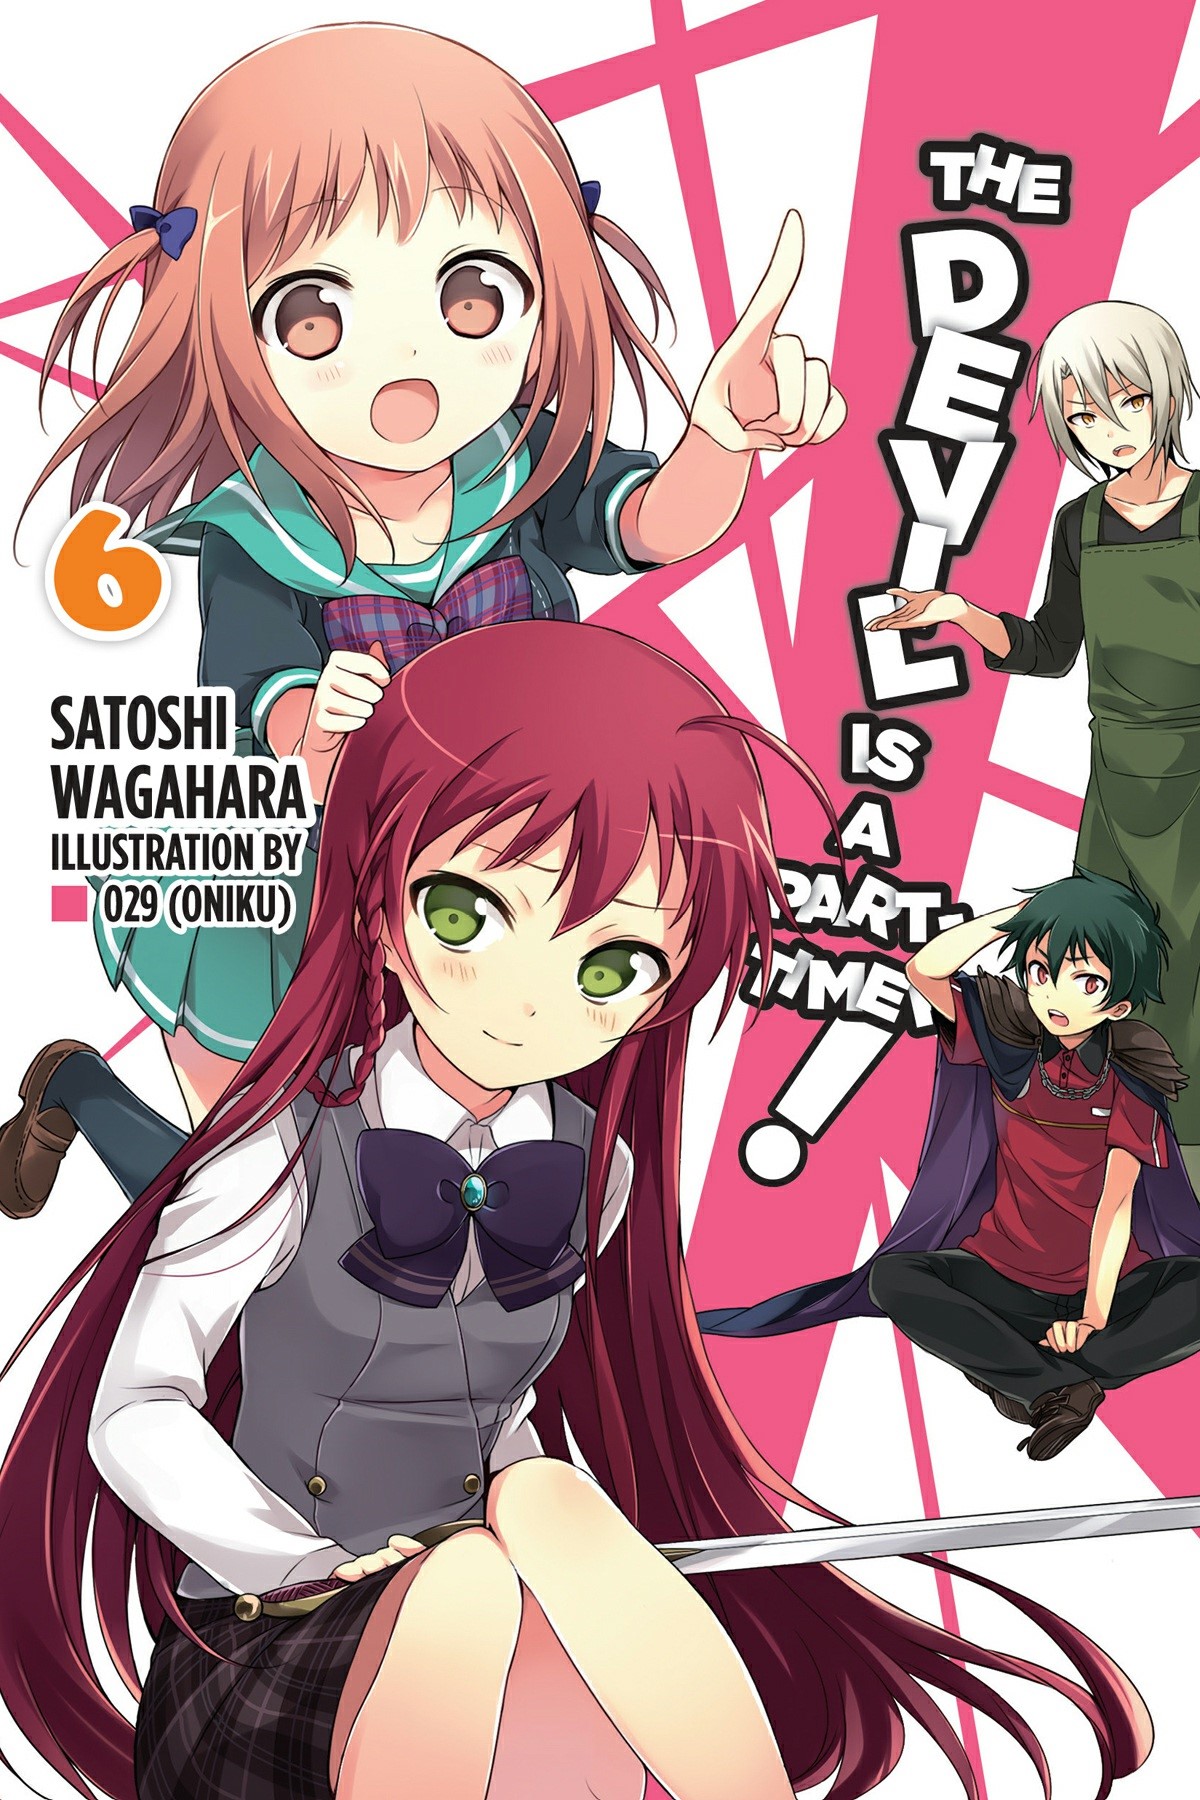 THE
DEVIL
IS
A
PART-
TIMER
!
6
SATOSHI
WAGAHARA
ILLUSTRATION BY
029 (ONIKU)